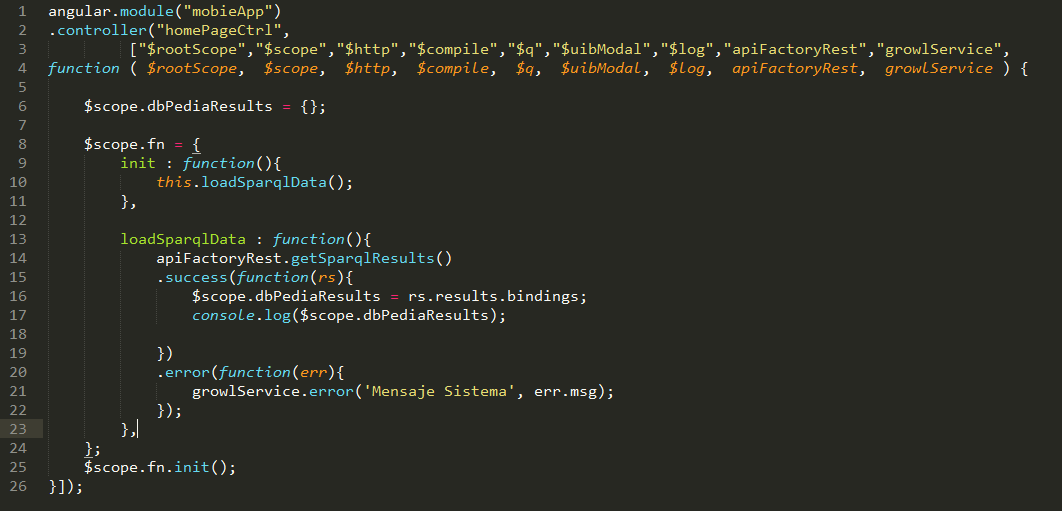 1 angular.module("mobieApp")
2 .controller("homePageCtrl",
3 ["$rootScope","$scope","$http","$compile","$q","$uibModal","$log","apiFactoryRest","growlService",
4 function ( $rootScope, $scope, $http, $compile, $q, $uibModal, $log, apiFactoryRest, growlService ) {
5
6 $scope.dbPediaResults = {};
7
8 $scope.fn = {
9 init : function(){
10 this.loadSparqlData();
11 },
12
13 loadSparqlData : function(){
14 apiFactoryRest.getSparqlResults()
15 .success(function(rs){
16 $scope.dbPediaResults = rs.results.bindings;
17 console.log($scope.dbPediaResults);
18
19 })
20 .error(function(err){
21 growlService.error('Mensaje Sistema', err.msg);
22 });
23 },
24 };
25 $scope.fn.init();
26 }]);